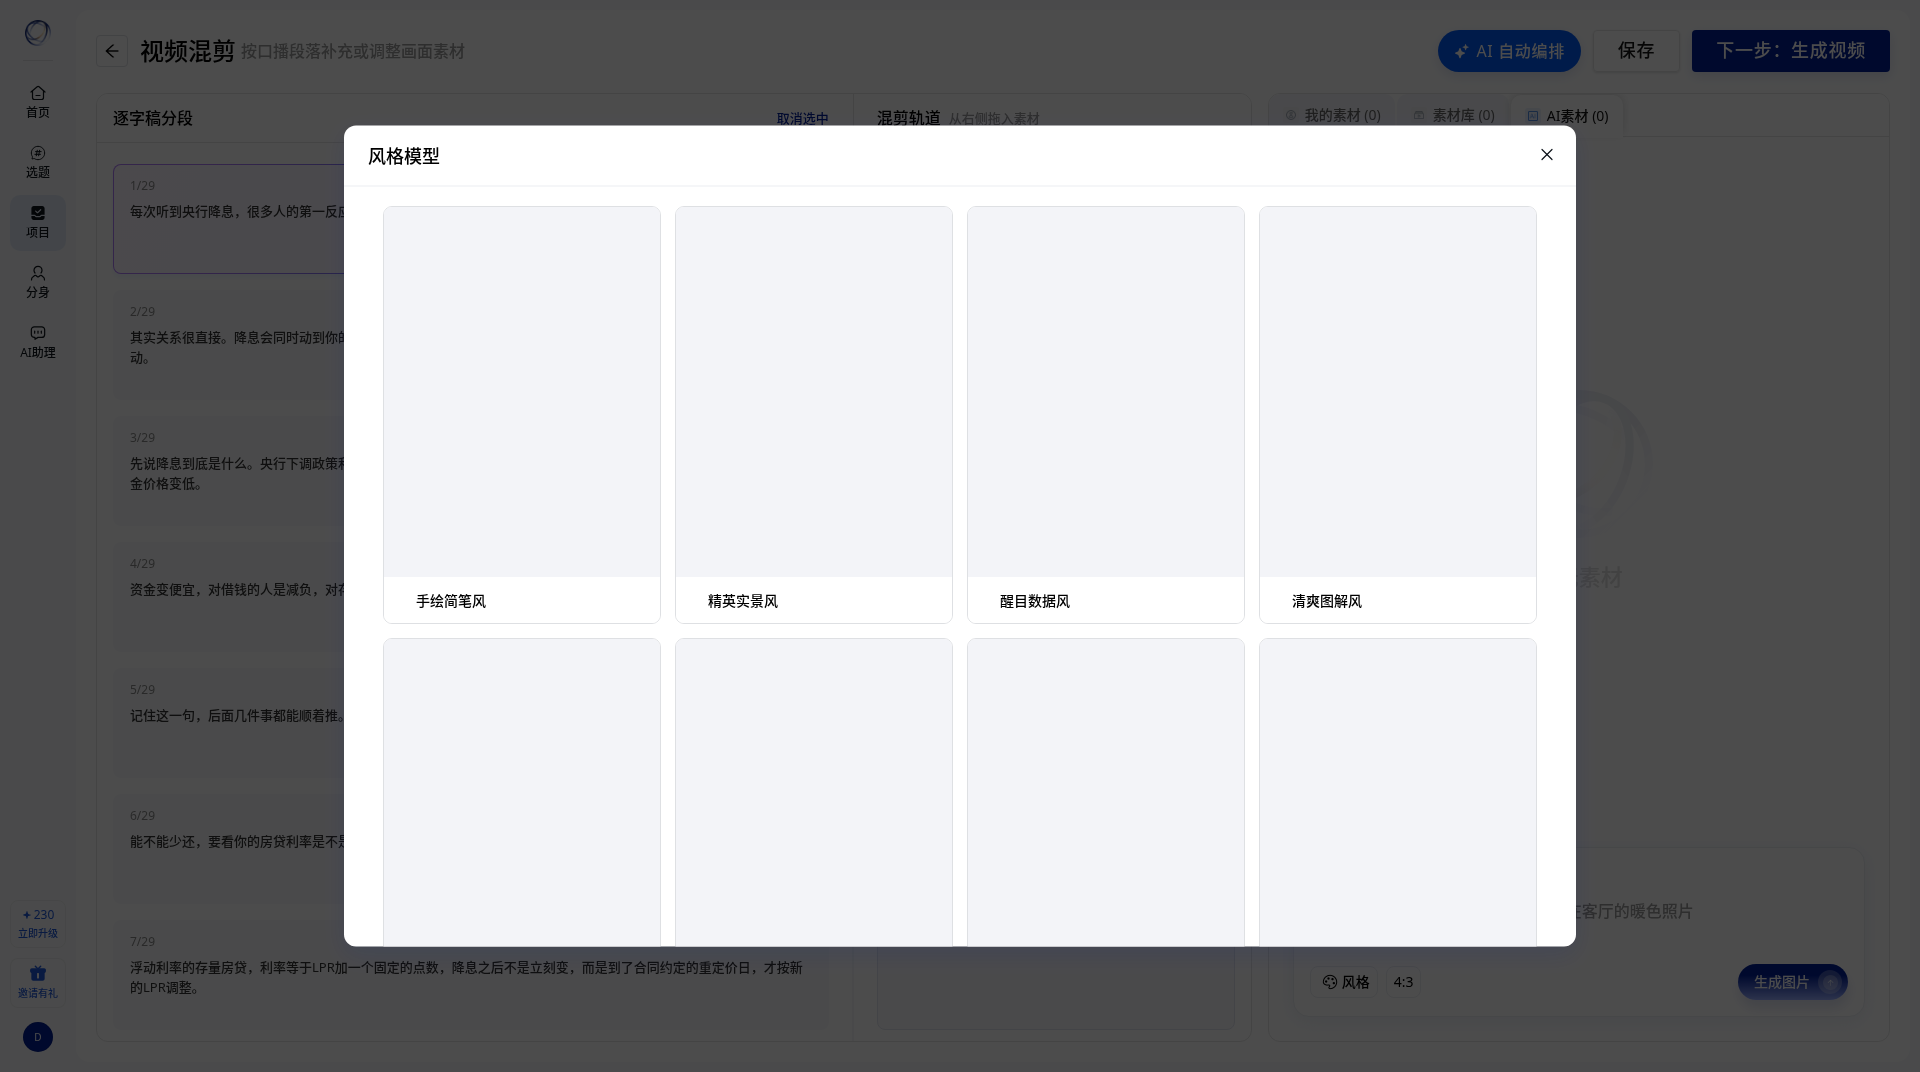 视频混剪 按口播段落补充或调整画面素材
AI 自动编排
保存
下一步：生成视频
首页
选题
项目
分身
AI助理
230
立即升级
邀请有礼
D
逐字稿分段
取消选中
1/29
每次听到央行降息，很多人的第一反
2/29
其实关系很直接。降息会同时动到你
动。
3/29
先说降息到底是什么。央行下调政策
金价格变低。
4/29
资金变便宜，对借钱的人是减负，对
5/29
记住这一句，后面几件事都能顺着推。
6/29
能不能少还，要看你的房贷利率是不
7/29
浮动利率的存量房贷，利率等于LPR加一个固定的点数，降息之后不是立刻变，而是到了合同约定的重定价日，才按新
的LPR调整。
混剪轨道 从右侧拖入素材
我的素材 (0)
素材库 (0)
AI素材 (0)
风格模型
手绘简笔风
精英实景风
醒目数据风
清爽图解风
素材
客厅的暖色照片
风格
4:3
生成图片